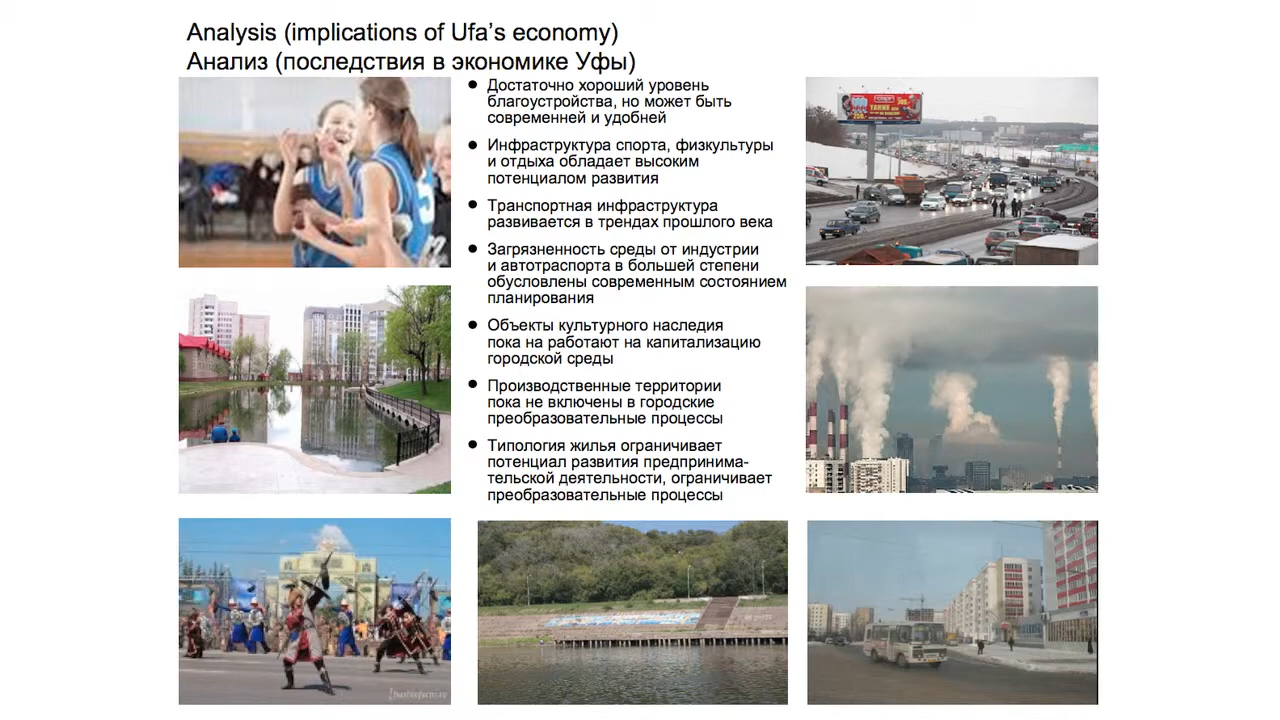 Analysis (implications of Ufa’s economy)
Анализ (последствия в экономике Уфы)
● Достаточно хороший уровень
благоустройства, но может быть
современней и удобней
● Инфраструктура спорта, физкультуры
и отдыха обладает высоким
потенциалом развития
● Транспортная инфраструктура
развивается в трендах прошлого века
● Загрязненность среды от индустрии
и автотраспорта в большей степени
обусловлены современным состоянием
планирования
● Объекты культурного наследия
пока на работают на капитализацию
городской среды
● Производственные территории
пока не включены в городские
преобразовательные процессы
● Типология жилья ограничивает
потенциал развития предпринима-
тельской деятельности, ограничивает
преобразовательные процессы